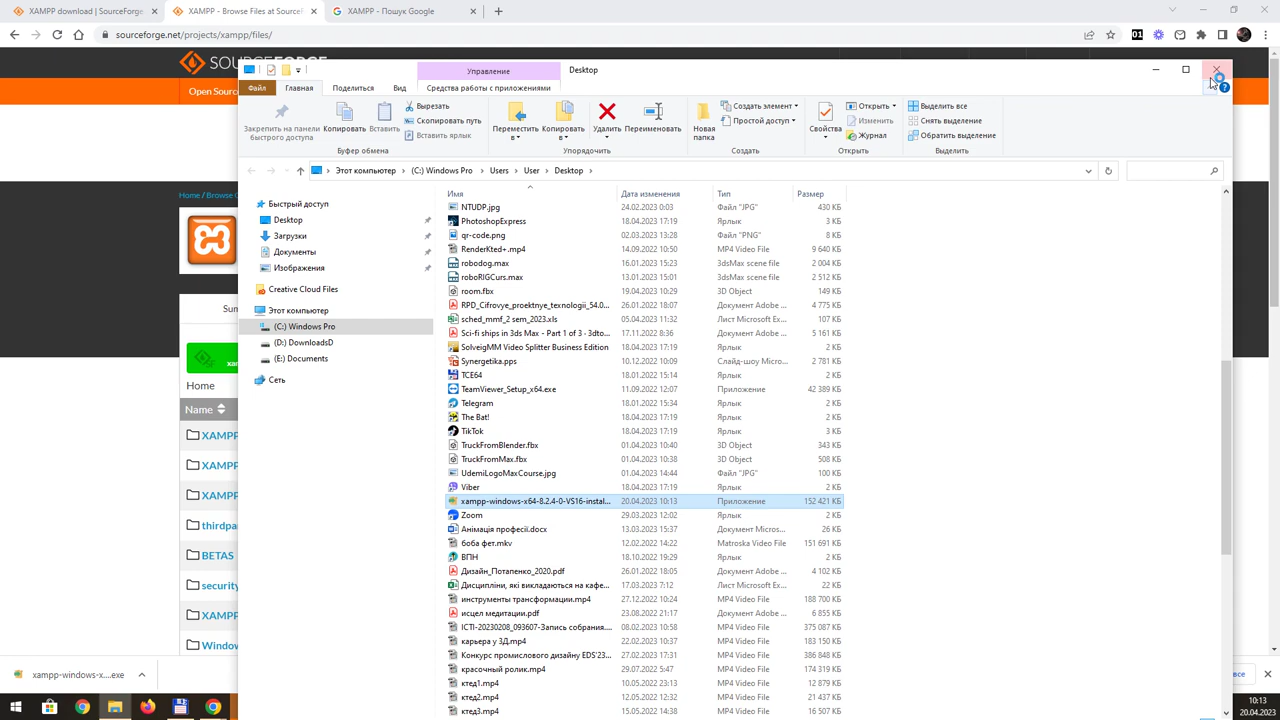 XAMPP download | SourceForge
XAMPP - Browse Files at SourceF
XAMPP - Пошук Google
sourceforge.net/projects/xampp/files/
Open Sourc
Home / Browse
Sum
Home
Name
XAMPP
XAMPP
XAMPP
thirdpa
BETAS
security
XAMPP
Window
Управление
Desktop
Файл
Главная
Поделиться
Вид
Средства работы с приложениями
Закрепить на панели быстрого доступа
Копировать
Вставить
Вырезать
Скопировать путь
Вставить ярлык
Буфер обмена
Переместить в
Копировать в
Удалить
Переименовать
Упорядочить
Новая папка
Создать элемент
Простой доступ
Создать
Свойства
Открыть
Изменить
Журнал
Открыть
Выделить все
Снять выделение
Обратить выделение
Выделить
Этот компьютер
(C:) Windows Pro
Users
User
Desktop
Быстрый доступ
Desktop
Загрузки
Документы
Изображения
Creative Cloud Files
Этот компьютер
(C:) Windows Pro
(D:) DownloadsD
(E:) Documents
Сеть
Имя Дата изменения Тип Размер
NTUDP.jpg 24.02.2023 0:03 Файл "JPG" 430 КБ
PhotoshopExpress 18.04.2023 17:19 Ярлык 3 КБ
qr-code.png 02.03.2023 13:28 Файл "PNG" 8 КБ
RenderKted+.mp4 14.09.2022 10:50 MP4 Video File 9 640 КБ
robodog.max 16.01.2023 15:23 3dsMax scene file 2 004 КБ
roboRIGCurs.max 13.01.2023 15:01 3dsMax scene file 2 512 КБ
room.fbx 19.04.2023 10:29 3D Object 149 КБ
RPD_Cifrovye_proektnye_texnologii_54.0... 26.01.2022 18:07 Документ Adobe ... 4 775 КБ
sched_mmf_2 sem_2023.xls 05.04.2023 11:32 Лист Microsoft Ex... 107 КБ
Sci-fi ships in 3ds Max - Part 1 of 3 - 3dto... 17.11.2022 8:36 Документ Adobe ... 5 161 КБ
SolveigMM Video Splitter Business Edition 18.04.2023 17:19 Ярлык 2 КБ
Synergetika.pps 10.12.2022 10:09 Слайд-шоу Micro... 2 781 КБ
TCE64 18.01.2022 15:14 Ярлык 2 КБ
TeamViewer_Setup_x64.exe 11.09.2022 12:07 Приложение 42 389 КБ
Telegram 18.01.2022 15:34 Ярлык 2 КБ
The Bat! 18.04.2023 17:19 Ярлык 2 КБ
TikTok 18.04.2023 17:19 Ярлык 2 КБ
TruckFromBlender.fbx 01.04.2023 10:40 3D Object 343 КБ
TruckFromMax.fbx 01.04.2023 10:38 3D Object 508 КБ
UdemiLogoMaxCourse.jpg 01.04.2023 14:44 Файл "JPG" 100 КБ
Viber 18.04.2023 17:19 Ярлык 2 КБ
xampp-windows-x64-8.2.4-0-VS16-instal... 20.04.2023 10:13 Приложение 152 421 КБ
Zoom 29.03.2023 12:02 Ярлык 2 КБ
Анімація професії.docx 13.03.2023 15:37 Документ Micros... 26 КБ
боба фет.mkv 12.02.2022 14:22 Matroska Video File 151 691 КБ
ВПН 18.10.2022 19:29 Ярлык 2 КБ
Дизайн_Потапенко_2020.pdf 26.01.2022 18:05 Документ Adobe ... 4 102 КБ
Дисципліни, які викладаються на кафе... 17.03.2023 7:12 Лист Microsoft Ex... 22 КБ
инструменты трансформации.mp4 27.12.2022 10:24 MP4 Video File 188 700 КБ
исцел медитации.pdf 23.08.2022 21:17 Документ Adobe ... 6 855 КБ
ІСТІ-20230208_093607-Запись собрания.... 08.02.2023 10:58 MP4 Video File 375 087 КБ
карьера у 3Д.mp4 22.02.2023 10:37 MP4 Video File 183 150 КБ
Конкурс промислового дизайну EDS'23... 27.02.2023 17:31 MP4 Video File 386 848 КБ
красочный ролик.mp4 29.07.2022 5:47 MP4 Video File 174 319 КБ
ктед1.mp4 10.05.2022 23:13 MP4 Video File 12 879 КБ
ктед2.mp4 12.05.2022 13:52 MP4 Video File 21 437 КБ
ктед3.mp4 12.05.2022 13:52 MP4 Video File 16 507 КБ
xampp-windows-x....exe
все
10:13
20.04.2023